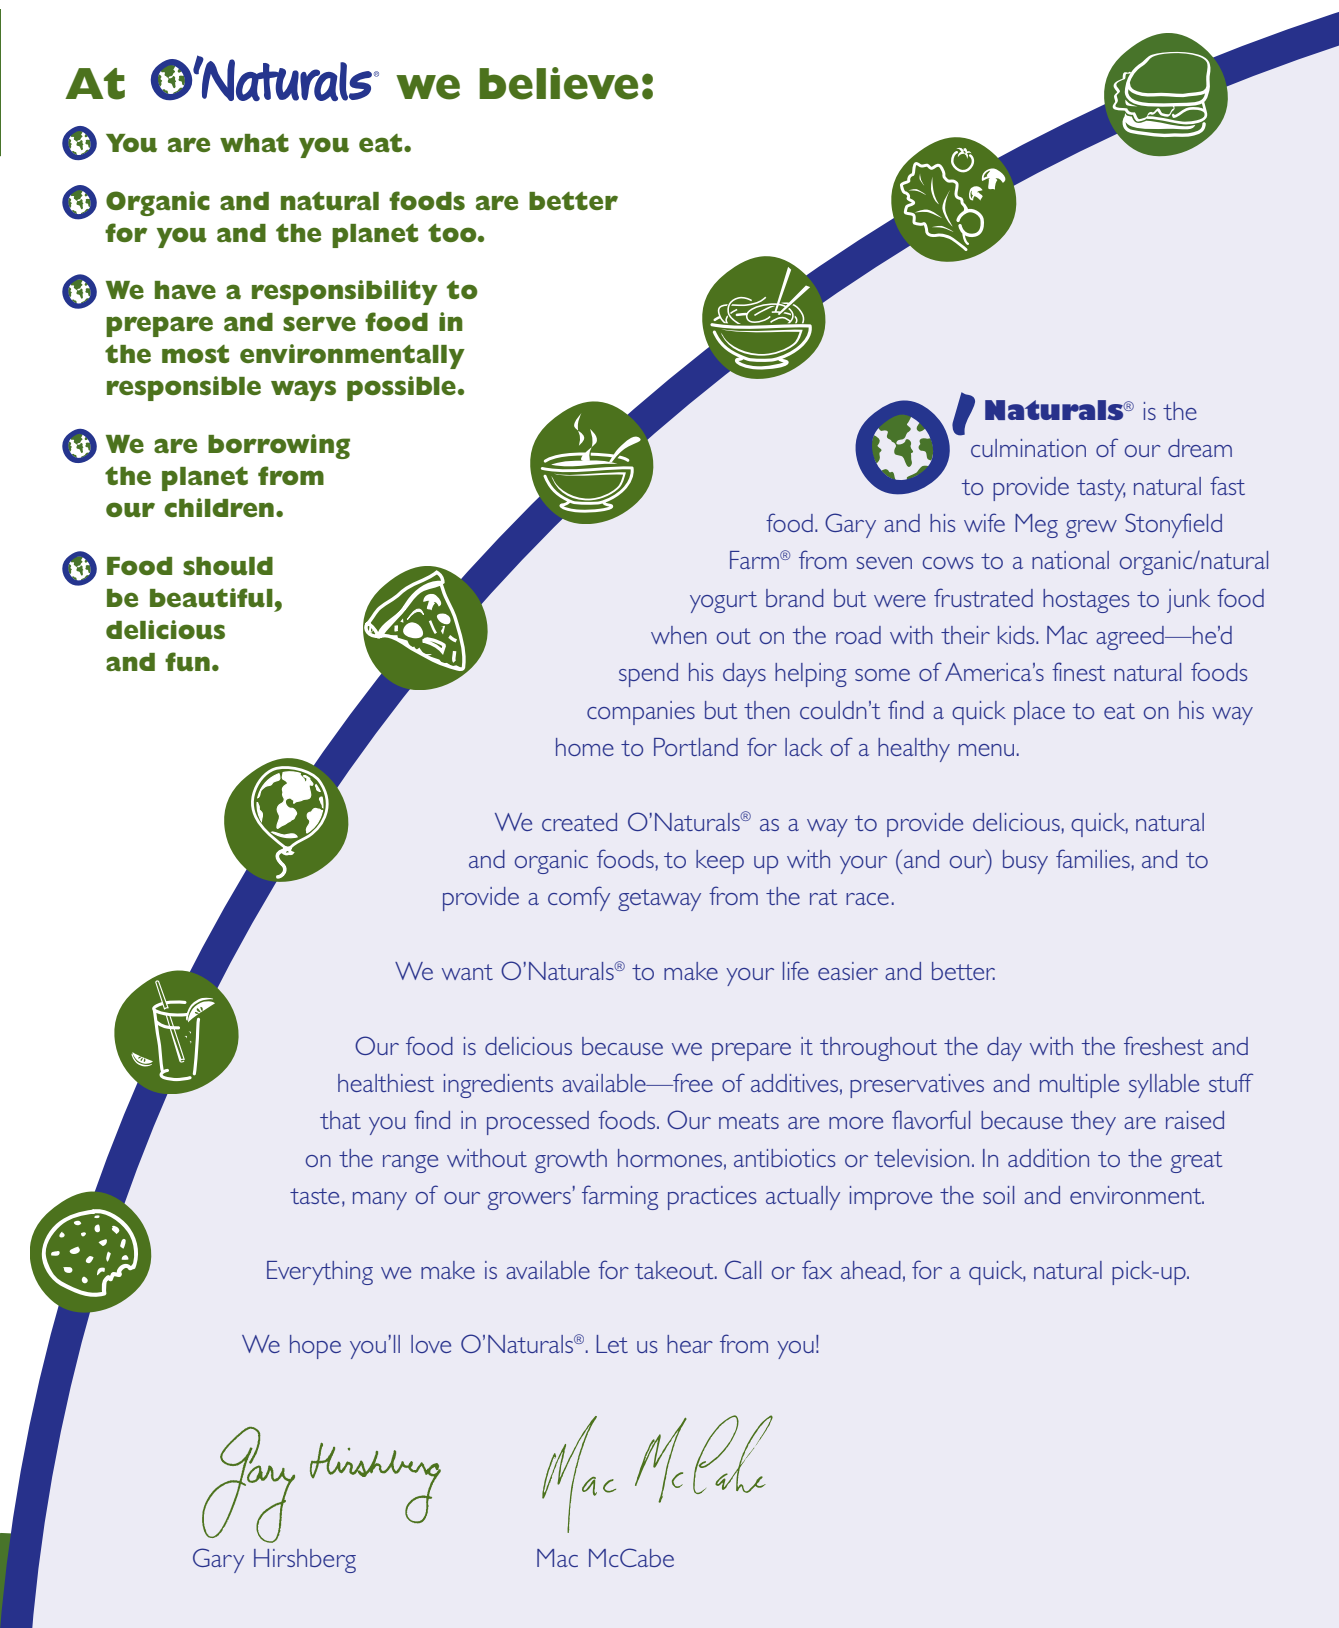 At O'Naturals® we believe:
You are what you eat.
Organic and natural foods are better
for you and the planet too.
We have a responsibility to
prepare and serve food in
the most environmentally
responsible ways possible.
We are borrowing
the planet from
our children.
Food should
be beautiful,
delicious
and fun.
O'Naturals® is the
culmination of our dream
to provide tasty, natural fast
food. Gary and his wife Meg grew Stonyfield
Farm® from seven cows to a national organic/natural
yogurt brand but were frustrated hostages to junk food
when out on the road with their kids. Mac agreed—he’d
spend his days helping some of America’s finest natural foods
companies but then couldn’t find a quick place to eat on his way
home to Portland for lack of a healthy menu.
We created O’Naturals® as a way to provide delicious, quick, natural
and organic foods, to keep up with your (and our) busy families, and to
provide a comfy getaway from the rat race.
We want O’Naturals® to make your life easier and better.
Our food is delicious because we prepare it throughout the day with the freshest and
healthiest ingredients available—free of additives, preservatives and multiple syllable stuff
that you find in processed foods. Our meats are more flavorful because they are raised
on the range without growth hormones, antibiotics or television. In addition to the great
taste, many of our growers’ farming practices actually improve the soil and environment.
Everything we make is available for takeout. Call or fax ahead, for a quick, natural pick-up.
We hope you’ll love O’Naturals®. Let us hear from you!
Gary Hirshberg Mac McCabe
Gary Hirshberg Mac McCabe